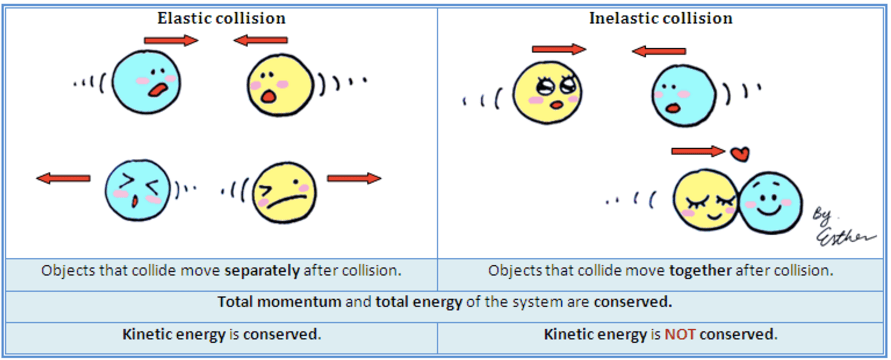 Elastic collision
Inelastic collision
By.
Esther
Objects that collide move separately after collision.
Objects that collide move together after collision.
Total momentum and total energy of the system are conserved.
Kinetic energy is conserved.
Kinetic energy is NOT conserved.